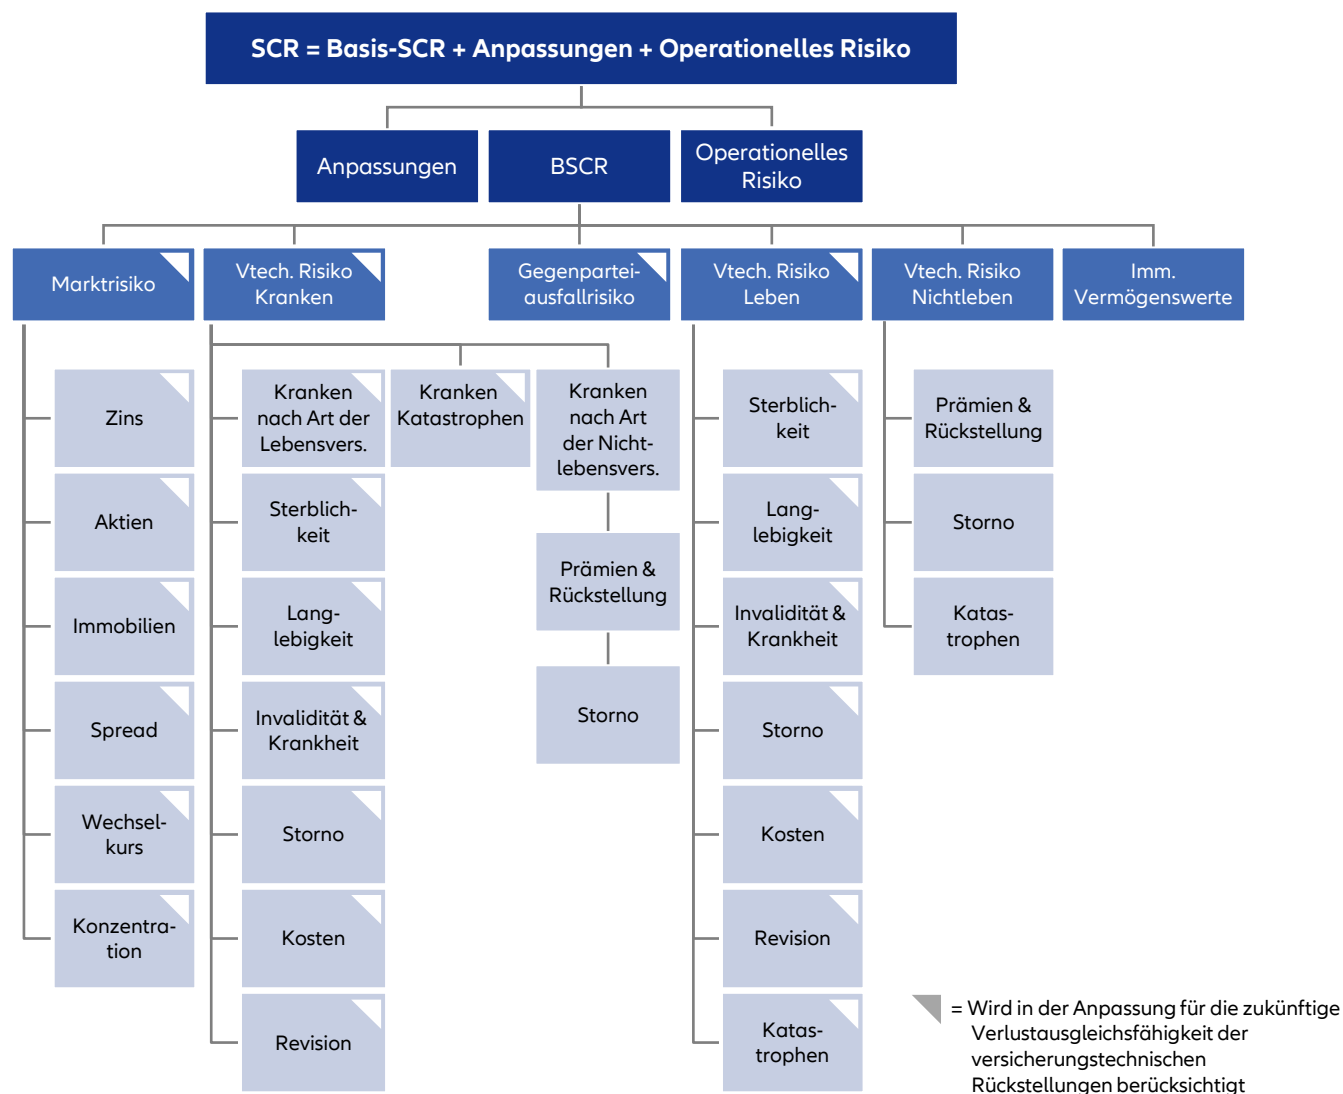 SCR = Basis-SCR + Anpassungen + Operationelles Risiko
Anpassungen
BSCR
Operationelles
Risiko
Marktrisiko
Vtech. Risiko
Kranken
Gegenpartei-
ausfallrisiko
Vtech. Risiko
Leben
Vtech. Risiko
Nichtleben
Imm.
Vermögenswerte
Zins
Aktien
Immobilien
Spread
Wechsel-
kurs
Konzentra-
tion
Kranken
nach Art der
Lebensvers.
Sterblich-
keit
Lang-
lebigkeit
Invalidität &
Krankheit
Storno
Kosten
Revision
Kranken
Katastrophen
Kranken
nach Art
der Nicht-
lebensvers.
Prämien &
Rückstellung
Storno
Sterblich-
keit
Lang-
lebigkeit
Invalidität &
Krankheit
Storno
Kosten
Revision
Katas-
trophen
Prämien &
Rückstellung
Storno
Katas-
trophen
= Wird in der Anpassung für die zukünftige
Verlustausgleichsfähigkeit der
versicherungstechnischen
Rückstellungen berücksichtigt